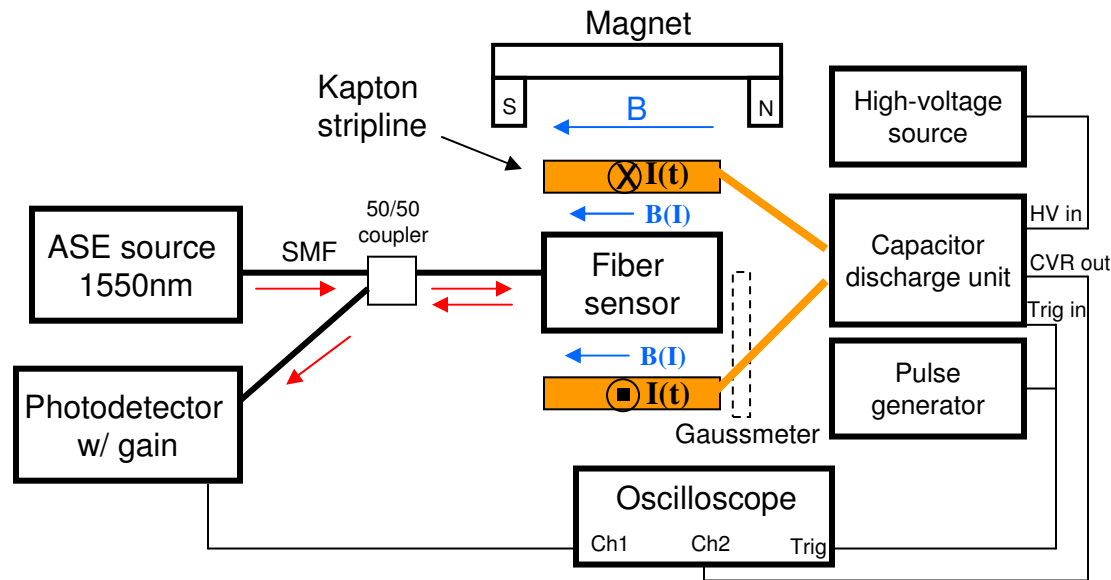 Magnet
S
N
B
Kapton
stripline
I(t)
B(I)
High-voltage
source
HV in
50/50
coupler
ASE source
1550nm
SMF
Fiber
sensor
Capacitor
discharge unit
CVR out
Trig in
B(I)
I(t)
Gaussmeter
Pulse
generator
Photodetector
w/ gain
Oscilloscope
Ch1
Ch2
Trig